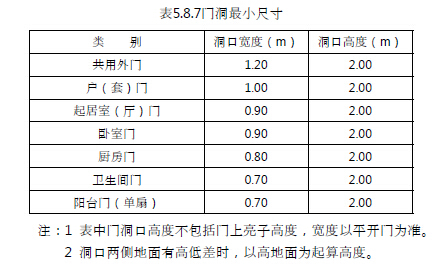 表5.8.7门洞最小尺寸
类 别 洞口宽度（m） 洞口高度（m）
共用外门 1.20 2.00
户（套）门 1.00 2.00
起居室（厅）门 0.90 2.00
卧室门 0.90 2.00
厨房门 0.80 2.00
卫生间门 0.70 2.00
阳台门（单扇） 0.70 2.00
注：1 表中门洞口高度不包括门上亮子高度，宽度以平开门为准。
2 洞口两侧地面有高低差时，以高地面为起算高度。